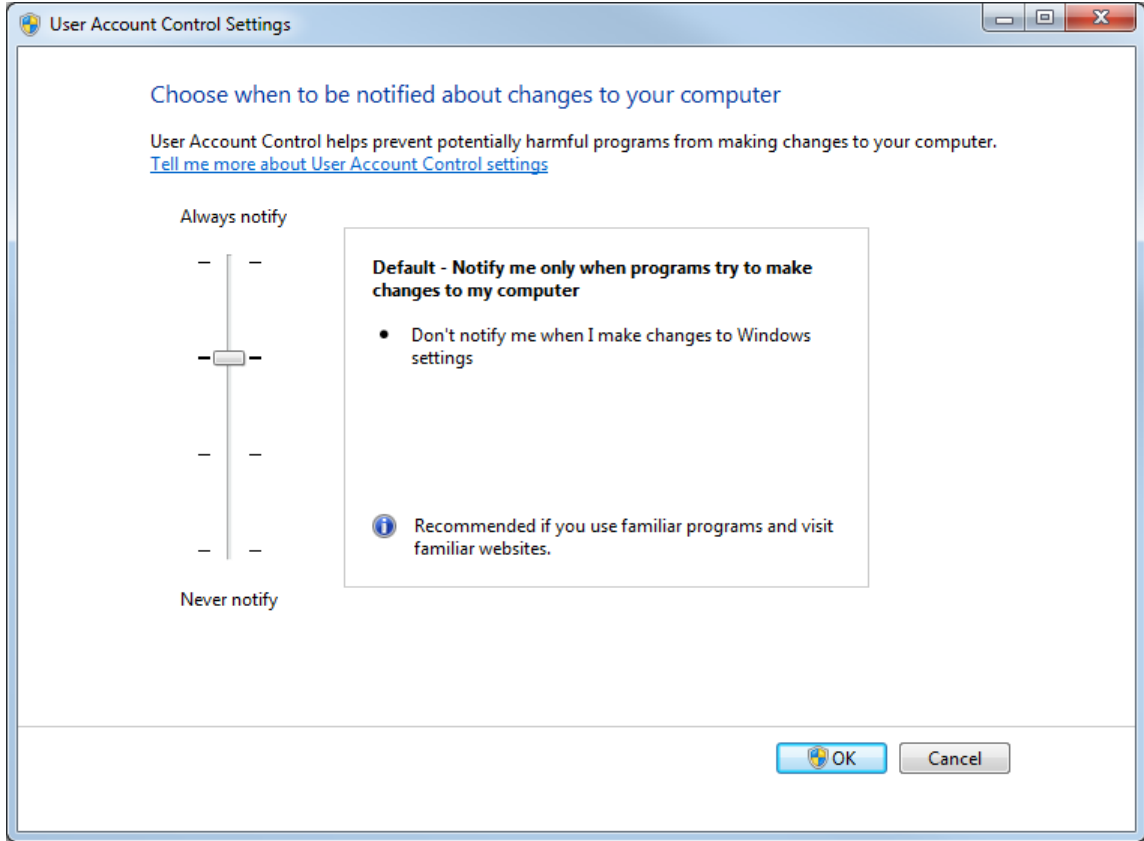 User Account Control Settings
Choose when to be notified about changes to your computer
User Account Control helps prevent potentially harmful programs from making changes to your computer.
Tell me more about User Account Control settings
Always notify
Default - Notify me only when programs try to make
changes to my computer
• Don't notify me when I make changes to Windows
settings
Recommended if you use familiar programs and visit
familiar websites.
Never notify
OK
Cancel